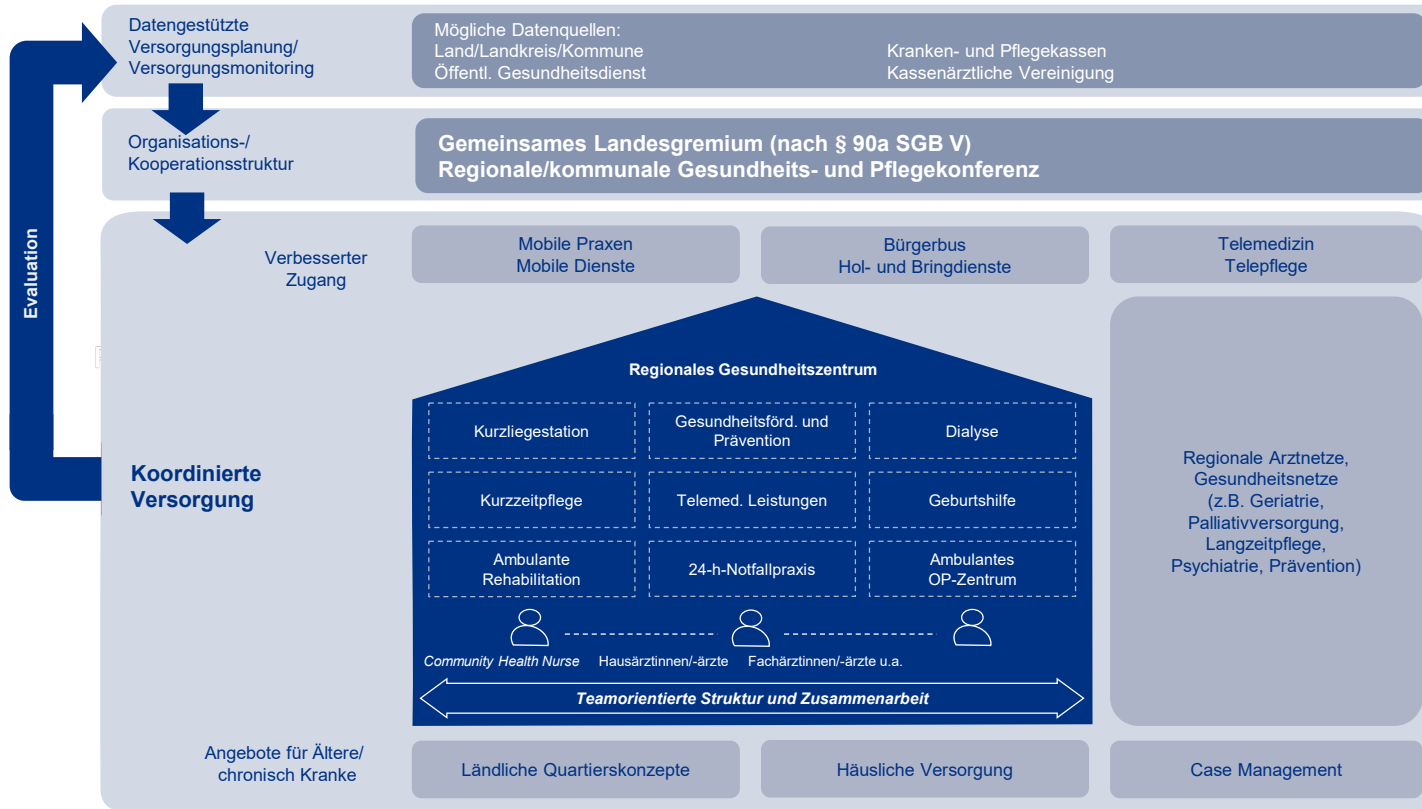 Datengestützte
Versorgungsplanung/
Versorgungsmonitoring
Mögliche Datenquellen:
Land/Landkreis/Kommune
Öffentl. Gesundheitsdienst
Kranken- und Pflegekassen
Kassenärztliche Vereinigung
Organisations-/
Kooperationsstruktur
Gemeinsames Landesgremium (nach § 90a SGB V)
Regionale/kommunale Gesundheits- und Pflegekonferenz
Evaluation
Verbesserter
Zugang
Mobile Praxen
Mobile Dienste
Bürgerbus
Hol- und Bringdienste
Telemedizin
Telepflege
Koordinierte
Versorgung
Regionales Gesundheitszentrum
Kurzliegestation
Gesundheitsförd. und
Prävention
Dialyse
Kurzzeitpflege
Telemed. Leistungen
Geburtshilfe
Ambulante
Rehabilitation
24-h-Notfallpraxis
Ambulantes
OP-Zentrum
Community Health Nurse
Hausärztinnen/-ärzte
Fachärztinnen/-ärzte u.a.
Teamorientierte Struktur und Zusammenarbeit
Regionale Arztnetze,
Gesundheitsnetze
(z.B. Geriatrie,
Palliativversorgung,
Langzeitpflege,
Psychiatrie, Prävention)
Angebote für Ältere/
chronisch Kranke
Ländliche Quartierskonzepte
Häusliche Versorgung
Case Management